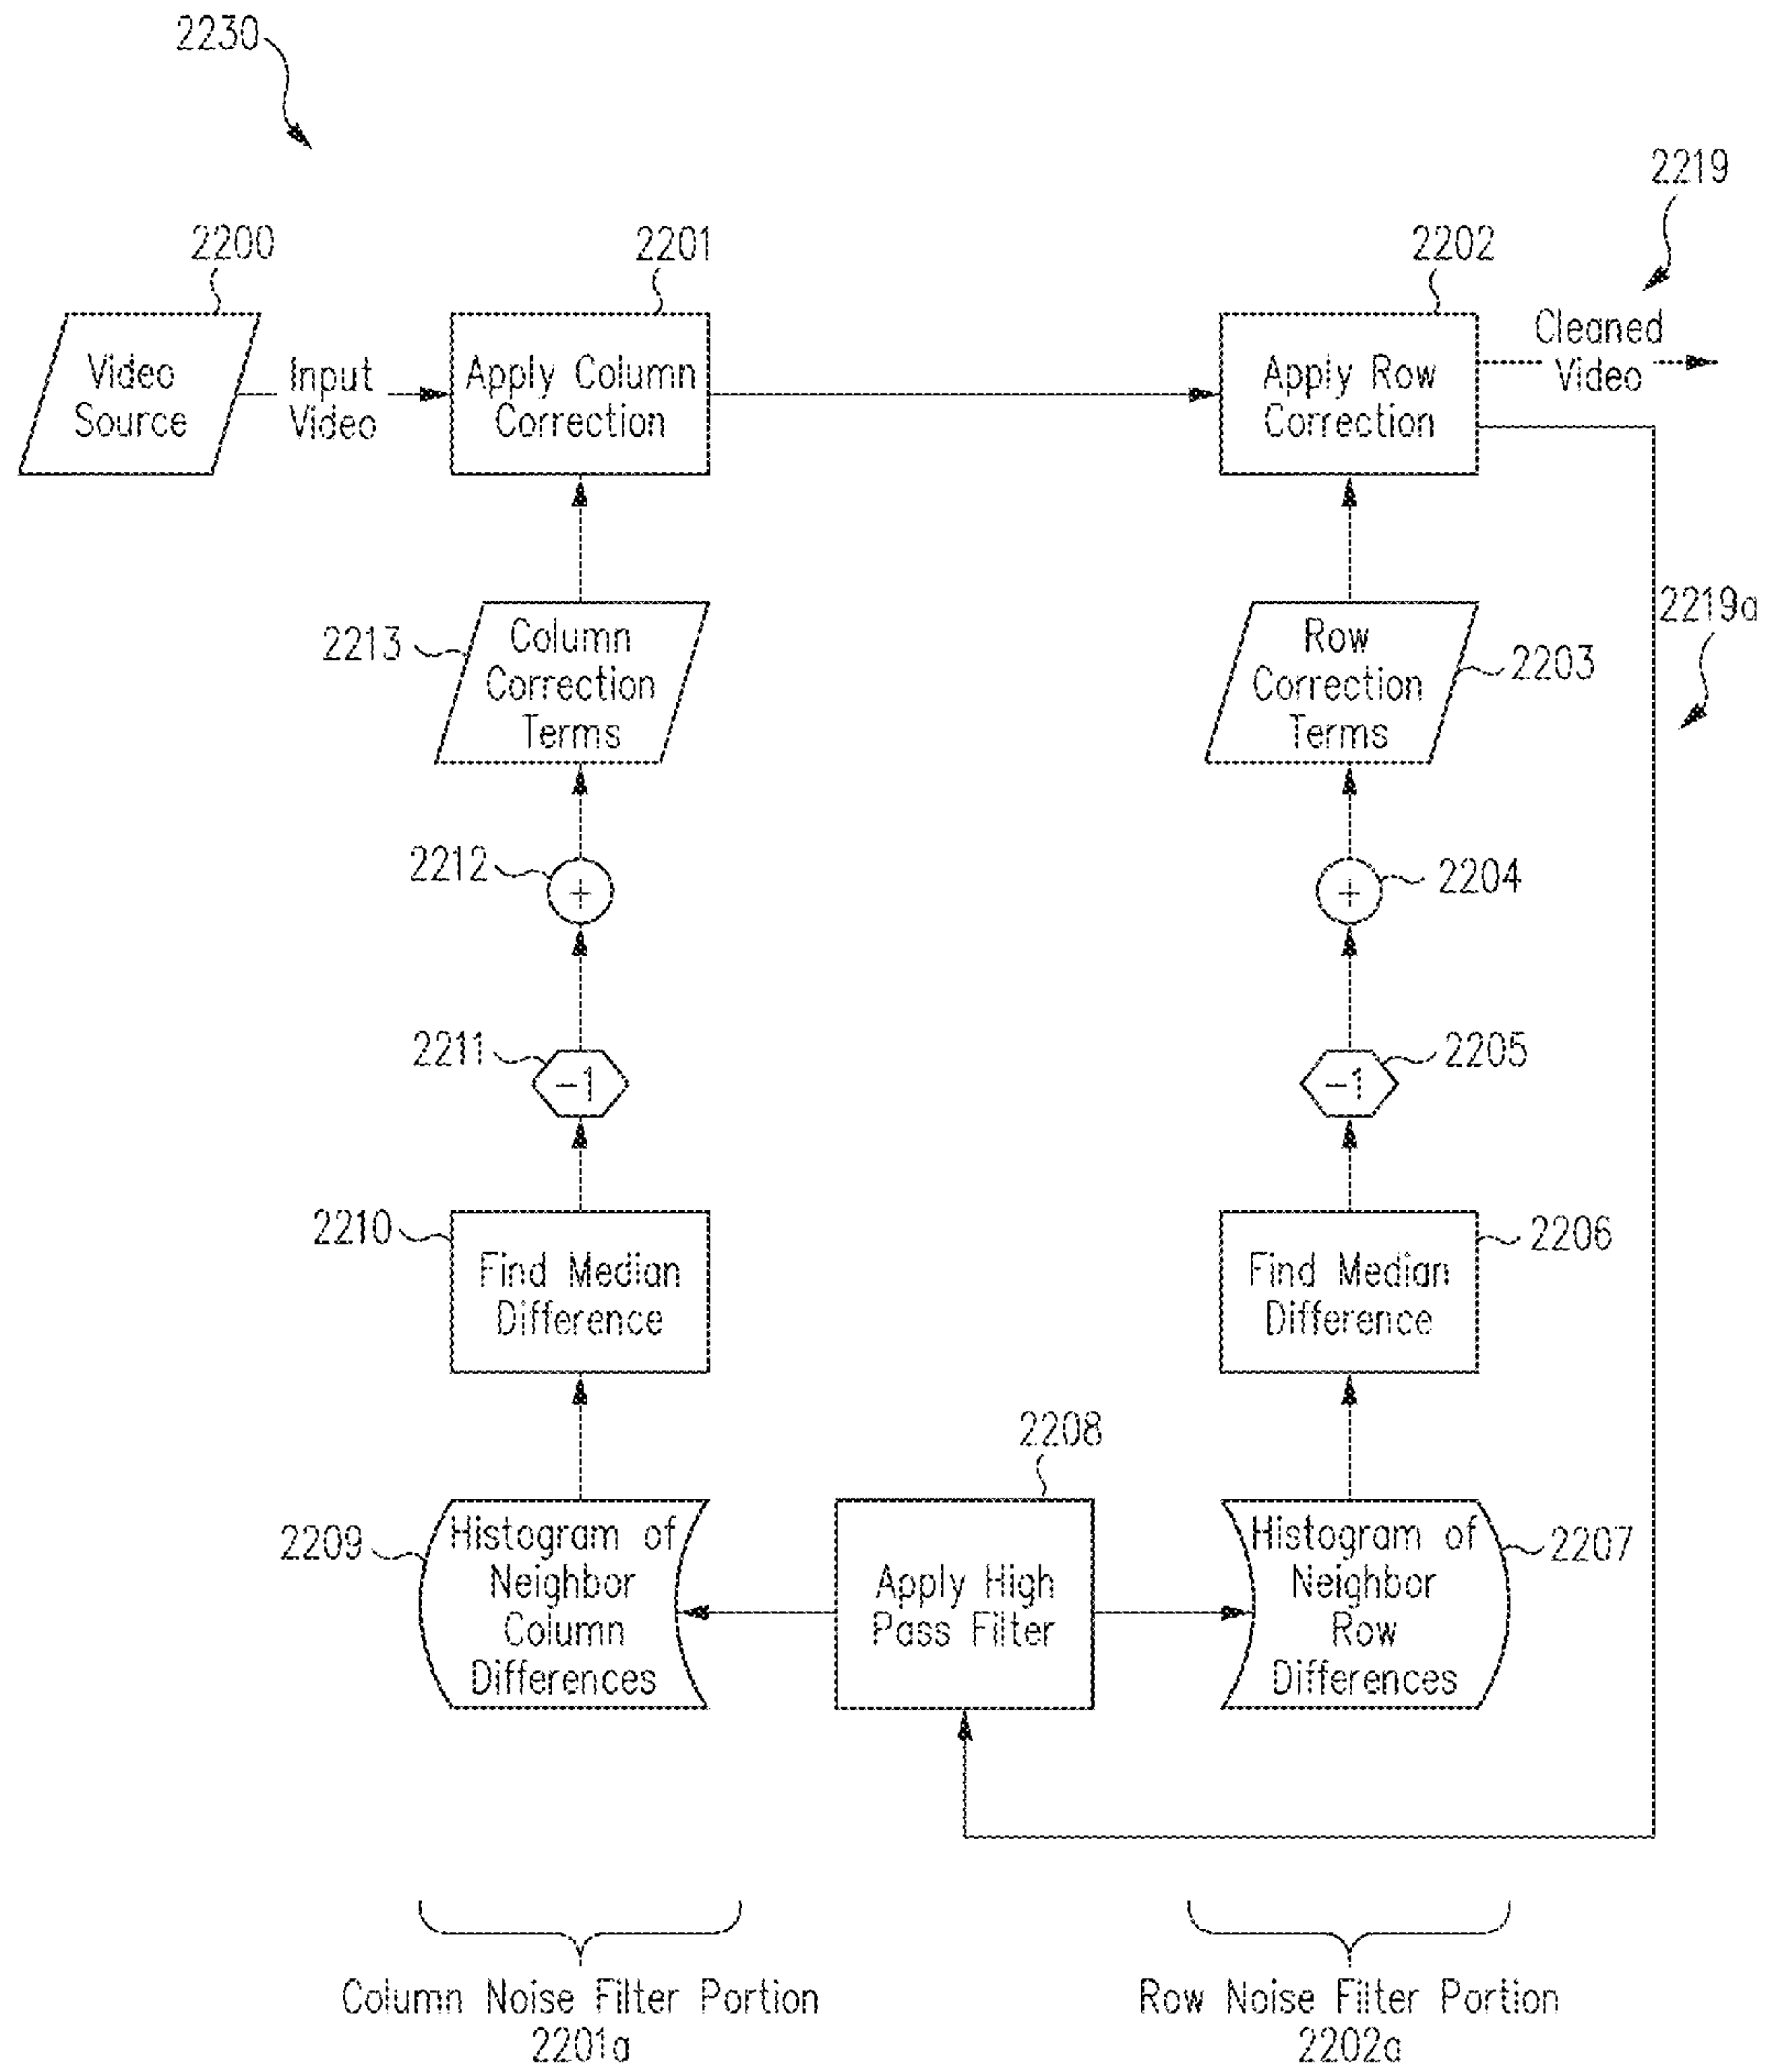 2230
2219
2200
2201
2202
Video
Source
Input
Video
Apply Column
Correction
Apply Row
Correction
Cleaned
Video
2219a
2213
Column
Correction
Terms
Row
Correction
Terms
2203
2212
+
+
2204
2211
-1
-1
2205
2210
Find Median
Difference
Find Median
Difference
2206
2208
2209
Histogram of
Neighbor
Column
Differences
Apply High
Pass Filter
Histogram of
Neighbor
Row
Differences
2207
Column Noise Filter Portion
2201a
Row Noise Filter Portion
2202a